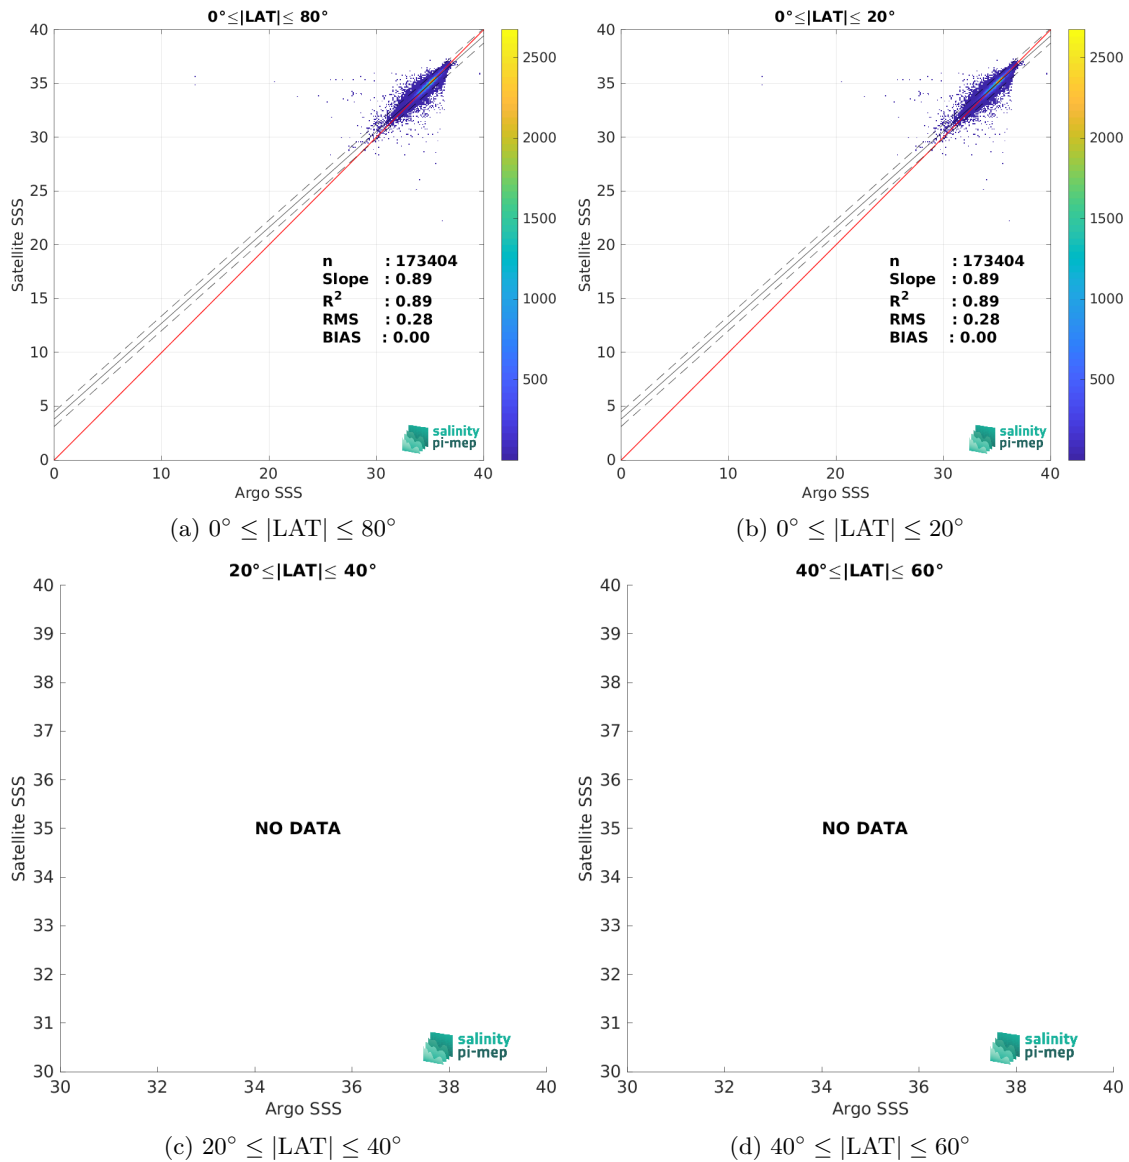 0°≤|LAT|≤ 80°
40
35
30
25
20
15
10
5
0
Satellite SSS
0
10
20
30
40
Argo SSS
2500
2000
1500
1000
500
n : 173404
Slope : 0.89
R² : 0.89
RMS : 0.28
BIAS : 0.00
salinity
pi-mep
(a) 0° ≤ |LAT| ≤ 80°
0°≤|LAT|≤ 20°
40
35
30
25
20
15
10
5
0
Satellite SSS
0
10
20
30
40
Argo SSS
2500
2000
1500
1000
500
n : 173404
Slope : 0.89
R² : 0.89
RMS : 0.28
BIAS : 0.00
salinity
pi-mep
(b) 0° ≤ |LAT| ≤ 20°
20°≤|LAT|≤ 40°
40
39
38
37
36
35
34
33
32
31
30
Satellite SSS
NO DATA
salinity
pi-mep
30
32
34
36
38
40
Argo SSS
(c) 20° ≤ |LAT| ≤ 40°
40°≤|LAT|≤ 60°
40
39
38
37
36
35
34
33
32
31
30
Satellite SSS
NO DATA
salinity
pi-mep
30
32
34
36
38
40
Argo SSS
(d) 40° ≤ |LAT| ≤ 60°